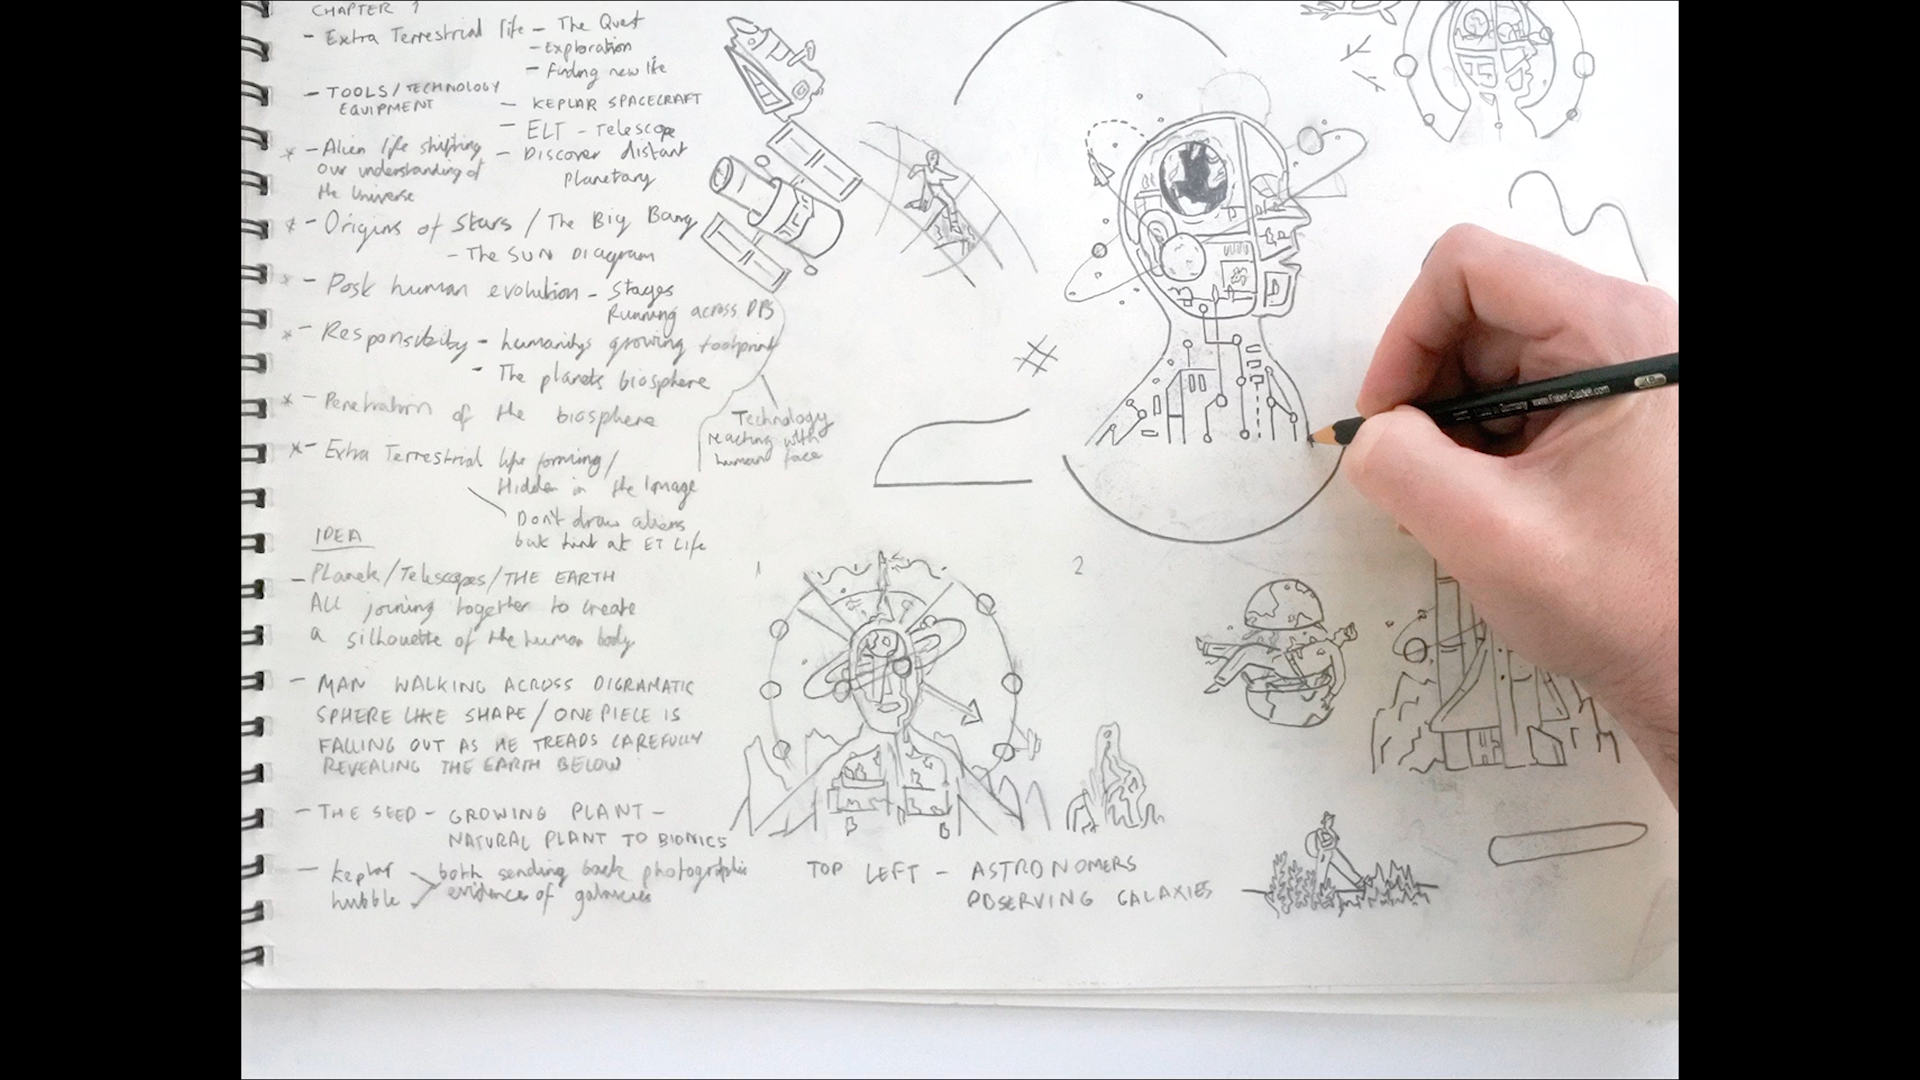 CHAPTER 1
- Extra Terrestrial life - The Quest
- Exploration
- Finding new life
- TOOLS/TECHNOLOGY
EQUIPMENT
- KEPLAR SPACECRAFT
- ELT - Telescope
* - Alien life shifting
our understanding of
the Universe
- Discover distant
Planetary
* - Origins of Stars / The Big Bang
- The SUN DIAGRAM
* - Post human evolution - Stages
Running across DPS
* - Responsibility - humanitys growing footprint
- The planets biosphere
* - Penetration of the biosphere
Technology
reacting with
human face
* - Extra Terrestrial life forming/
Hidden in the Image
Don't draw aliens
but hint at ET Life
IDEA
- Planets/Telescopes/THE EARTH
All joining together to create
a silhouette of the human body
- MAN WALKING ACROSS DIGRAMATIC
SPHERE LIKE SHAPE / ONE PIECE IS
FALLING OUT AS HE TREADS CAREFULLY
REVEALING THE EARTH BELOW
- THE SEED - GROWING PLANT -
NATURAL PLANT TO BIONICS
- keplar
hubble
both sending back photographic
evidences of galaxies
1
2
TOP LEFT - ASTRONOMERS
OBSERVING GALAXIES
www.Faber-Castell.com